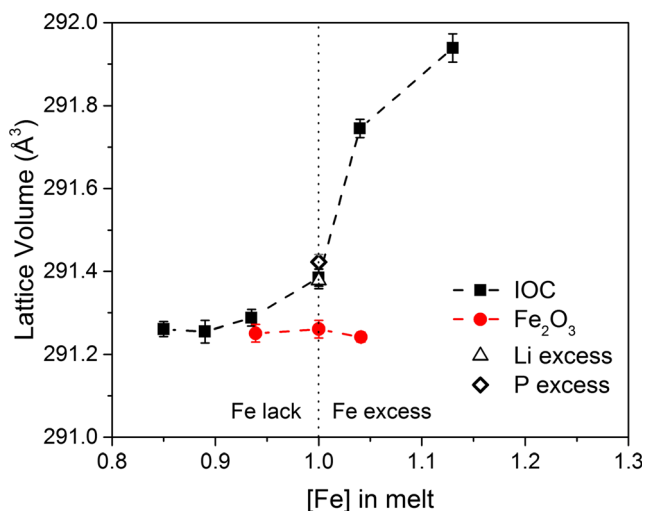 292.0
291.8
291.6
291.4
291.2
291.0
Lattice Volume (Å³)
IOC
Fe₂O₃
Li excess
P excess
Fe lack
Fe excess
0.8
0.9
1.0
1.1
1.2
1.3
[Fe] in melt